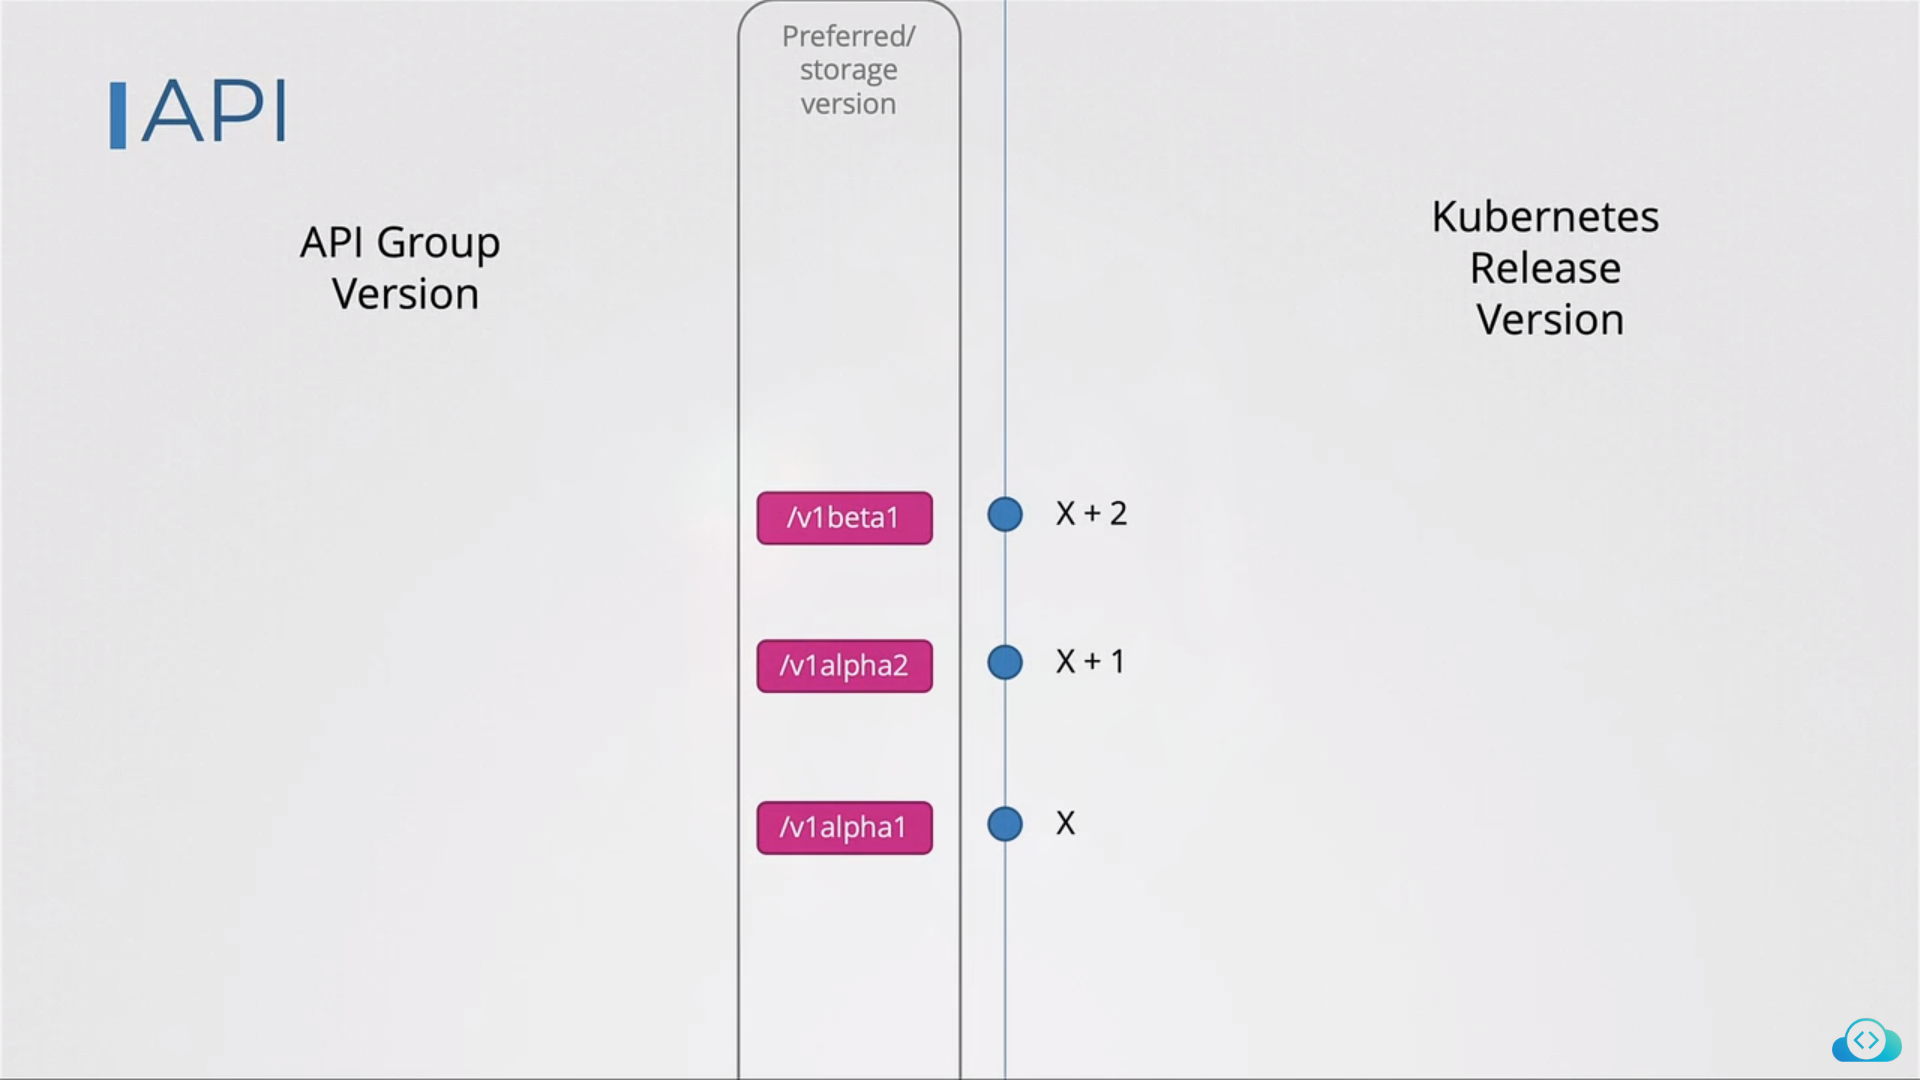 API
Preferred/
storage
version
API Group
Version
Kubernetes
Release
Version
/v1beta1
X + 2
/v1alpha2
X + 1
/v1alpha1
X